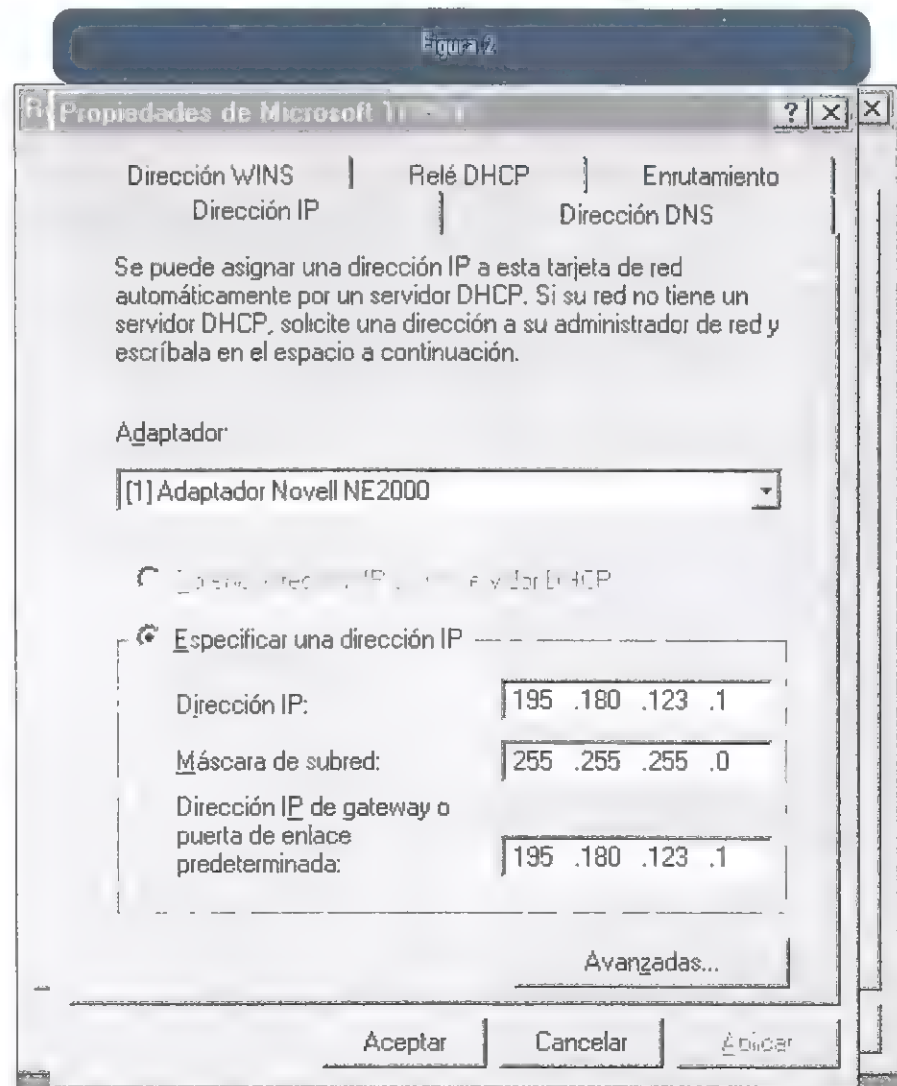 Figura 2
Propiedades de Microsoft
Dirección WINS
Relé DHCP
Enrutamiento
Dirección IP
Dirección DNS
Se puede asignar una dirección IP a esta tarjeta de red
automáticamente por un servidor DHCP. Si su red no tiene un
servidor DHCP, solicite una dirección a su administrador de red y
escríbala en el espacio a continuación.
Adaptador:
[1] Adaptador Novell NE2000
DHCP
Especificar una dirección IP
Dirección IP:
195 .180 .123 .1
Máscara de subred:
255 .255 .255 .0
Dirección IP de gateway o
puerta de enlace
predeterminada:
195 .180 .123 .1
Avanzadas...
Aceptar
Cancelar
Aplicar